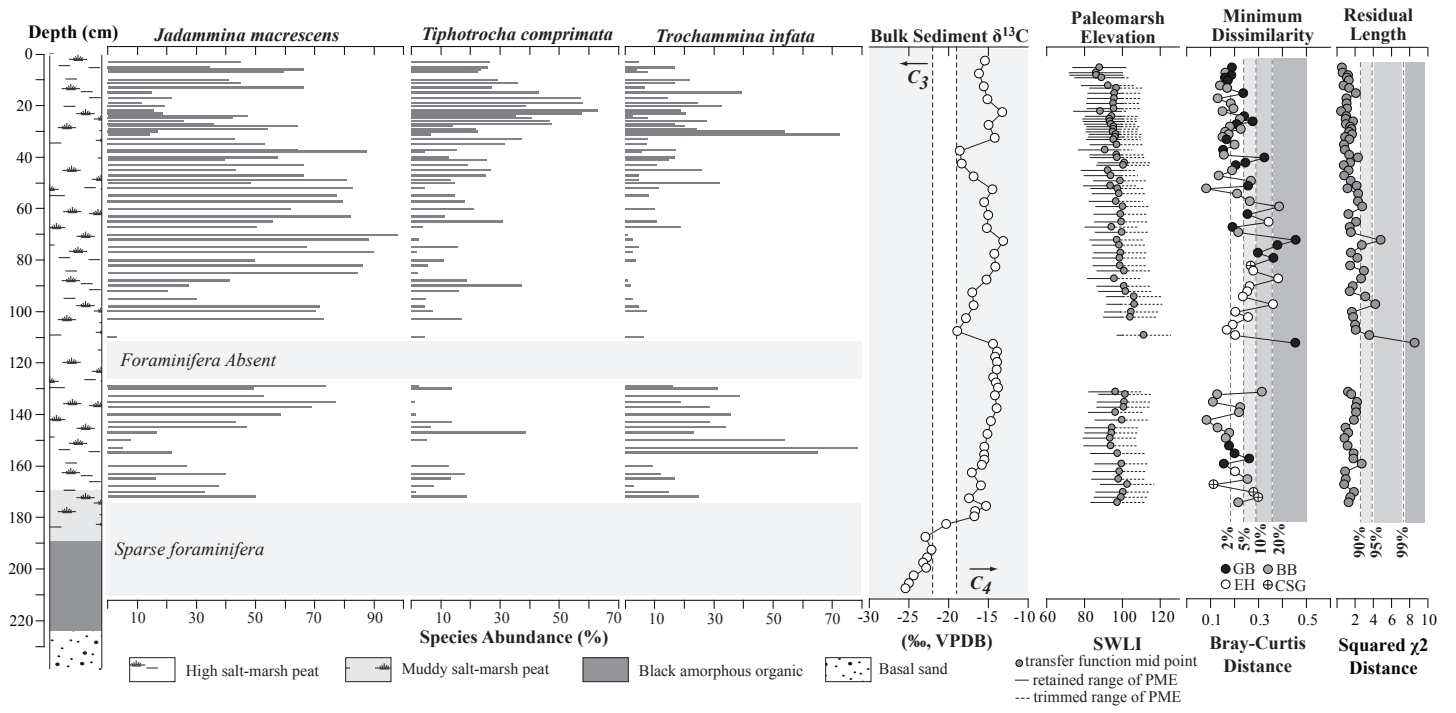 Depth (cm)
Jadammina macrescens
Tiphotrocha comprimata
Trochammina infata
Bulk Sediment δ¹³C
Paleomarsh
Elevation
Minimum
Dissimilarity
Residual
Length
0
20
40
60
80
100
120
140
160
180
200
220
C₃
C₄
Foraminifera Absent
Sparse foraminifera
0 10 30 50 70 90
0 10 30 50 70
0 10 30 50 70
-30 -25 -20 -15 -10
60 80 100 120
0.1 0.3 0.5
2 4 6 8 10
2% 5% 10% 20%
90% 95% 99%
GB BB
EH CSG
Species Abundance (%)
(‰, VPDB)
SWLI
Bray-Curtis
Distance
Squared χ2
Distance
High salt-marsh peat
Muddy salt-marsh peat
Black amorphous organic
Basal sand
transfer function mid point
retained range of PME
trimmed range of PME